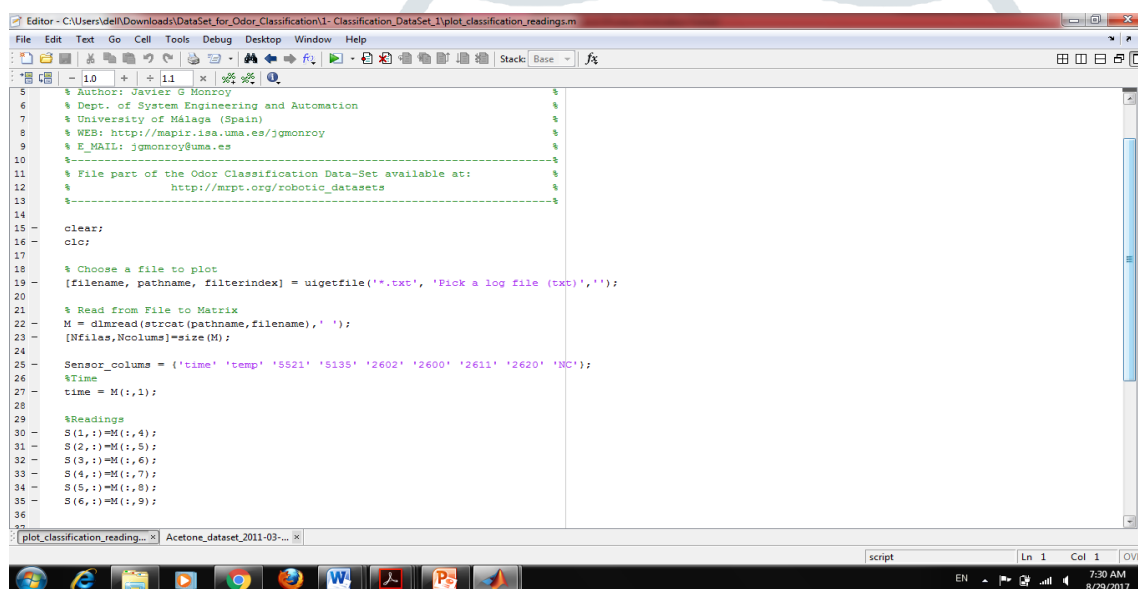 Editor - C:\Users\dell\Downloads\DataSet_for_Odor_Classification\1- Classification_DataSet_1\plot_classification_readings.m
File Edit Text Go Cell Tools Debug Desktop Window Help
Stack: Base fx
- 1.0 + ÷ 1.1 ×
5 % Author: Javier G Monroy %
6 % Dept. of System Engineering and Automation %
7 % University of Málaga (Spain) %
8 % WEB: http://mapir.isa.uma.es/jgmonroy %
9 % E_MAIL: jgmonroy@uma.es %
10 %-------------------------------------------------------------------------%
11 % File part of the Odor Classification Data-Set available at: %
12 % http://mrpt.org/robotic_datasets %
13 %-------------------------------------------------------------------------%
14
15 - clear;
16 - clc;
17
18 % Choose a file to plot
19 - [filename, pathname, filterindex] = uigetfile('*.txt', 'Pick a log file (txt)','');
20
21 % Read from File to Matrix
22 - M = dlmread(strcat(pathname,filename),' ');
23 - [Nfilas,Ncolums]=size(M);
24
25 - Sensor_colums = {'time' 'temp' '5521' '5135' '2602' '2600' '2611' '2620' 'NC'};
26 %Time
27 - time = M(:,1);
28
29 %Readings
30 - S(1,:)=M(:,4);
31 - S(2,:)=M(:,5);
32 - S(3,:)=M(:,6);
33 - S(4,:)=M(:,7);
34 - S(5,:)=M(:,8);
35 - S(6,:)=M(:,9);
36
37
plot_classification_reading... × Acetone_dataset_2011-03-... ×
script Ln 1 Col 1 OVR
EN 7:30 AM
8/29/2017